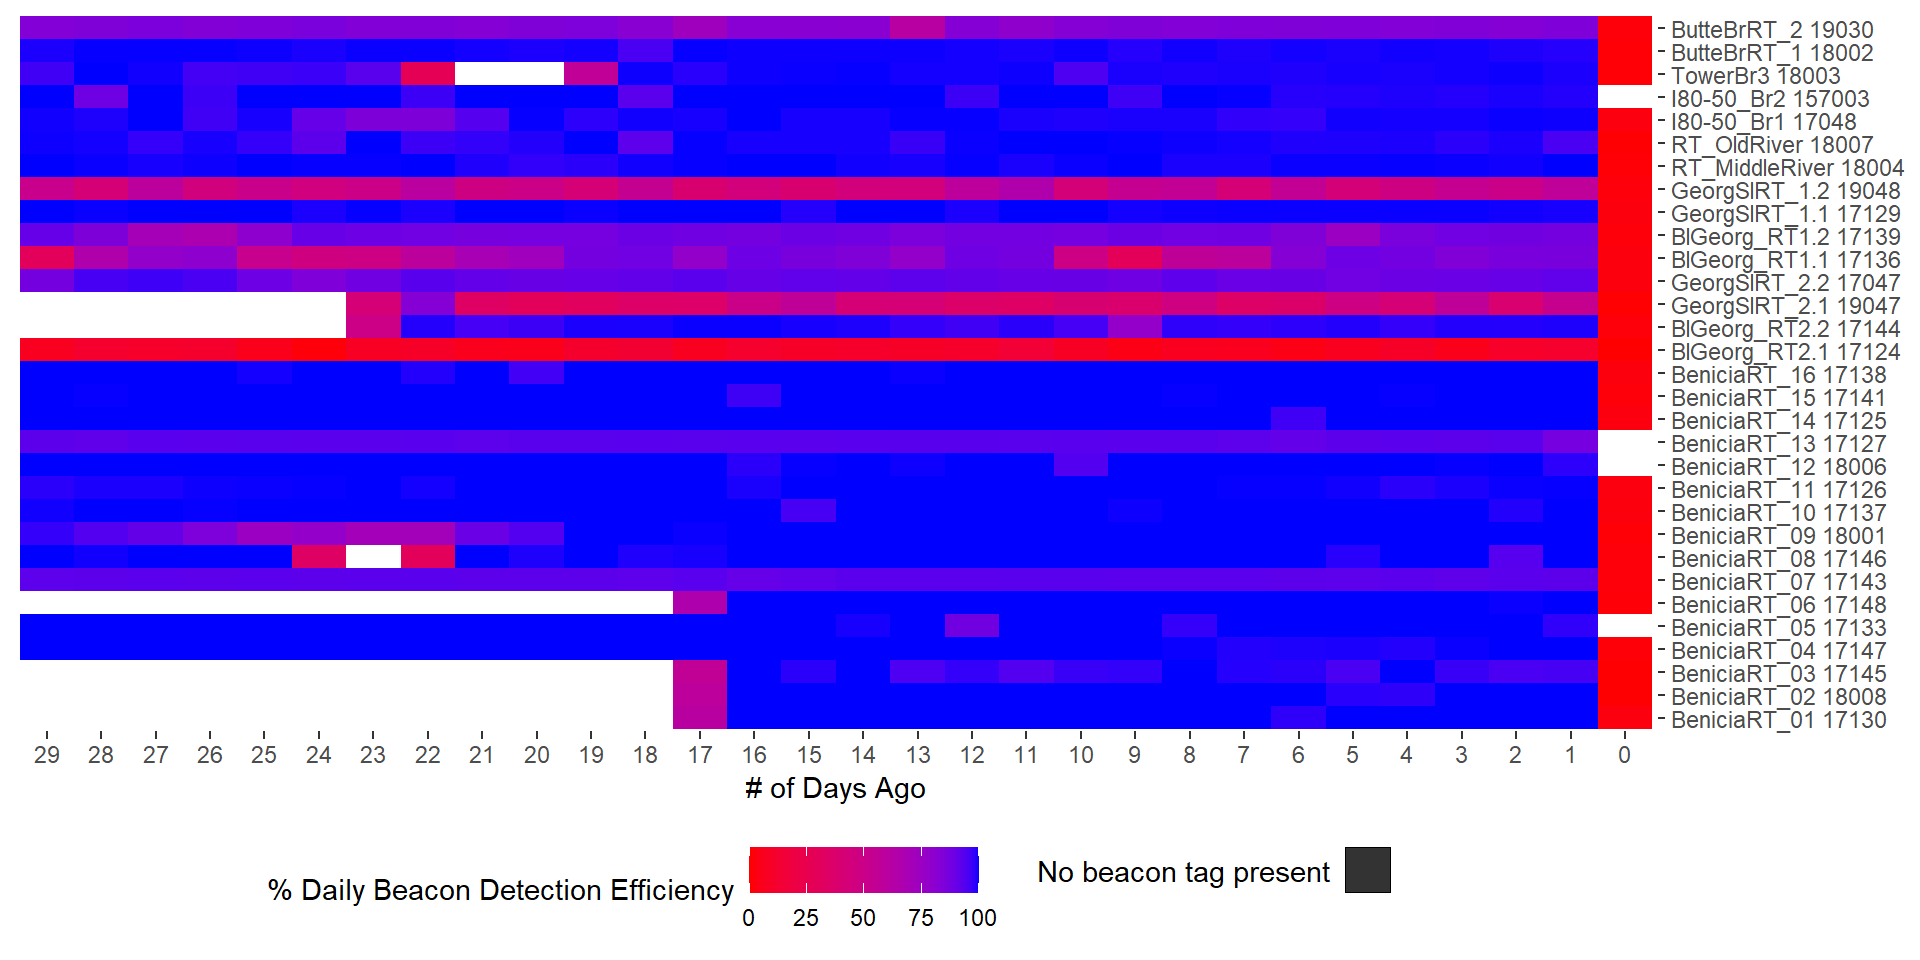 ButteBrRT_2 19030
ButteBrRT_1 18002
TowerBr3 18003
I80-50_Br2 157003
I80-50_Br1 17048
RT_OldRiver 18007
RT_MiddleRiver 18004
GeorgSlRT_1.2 19048
GeorgSlRT_1.1 17129
BlGeorg_RT1.2 17139
BlGeorg_RT1.1 17136
GeorgSlRT_2.2 17047
GeorgSlRT_2.1 19047
BlGeorg_RT2.2 17144
BlGeorg_RT2.1 17124
BeniciaRT_16 17138
BeniciaRT_15 17141
BeniciaRT_14 17125
BeniciaRT_13 17127
BeniciaRT_12 18006
BeniciaRT_11 17126
BeniciaRT_10 17137
BeniciaRT_09 18001
BeniciaRT_08 17146
BeniciaRT_07 17143
BeniciaRT_06 17148
BeniciaRT_05 17133
BeniciaRT_04 17147
BeniciaRT_03 17145
BeniciaRT_02 18008
BeniciaRT_01 17130
29 28 27 26 25 24 23 22 21 20 19 18 17 16 15 14 13 12 11 10 9 8 7 6 5 4 3 2 1 0
# of Days Ago
% Daily Beacon Detection Efficiency
0 25 50 75 100
No beacon tag present